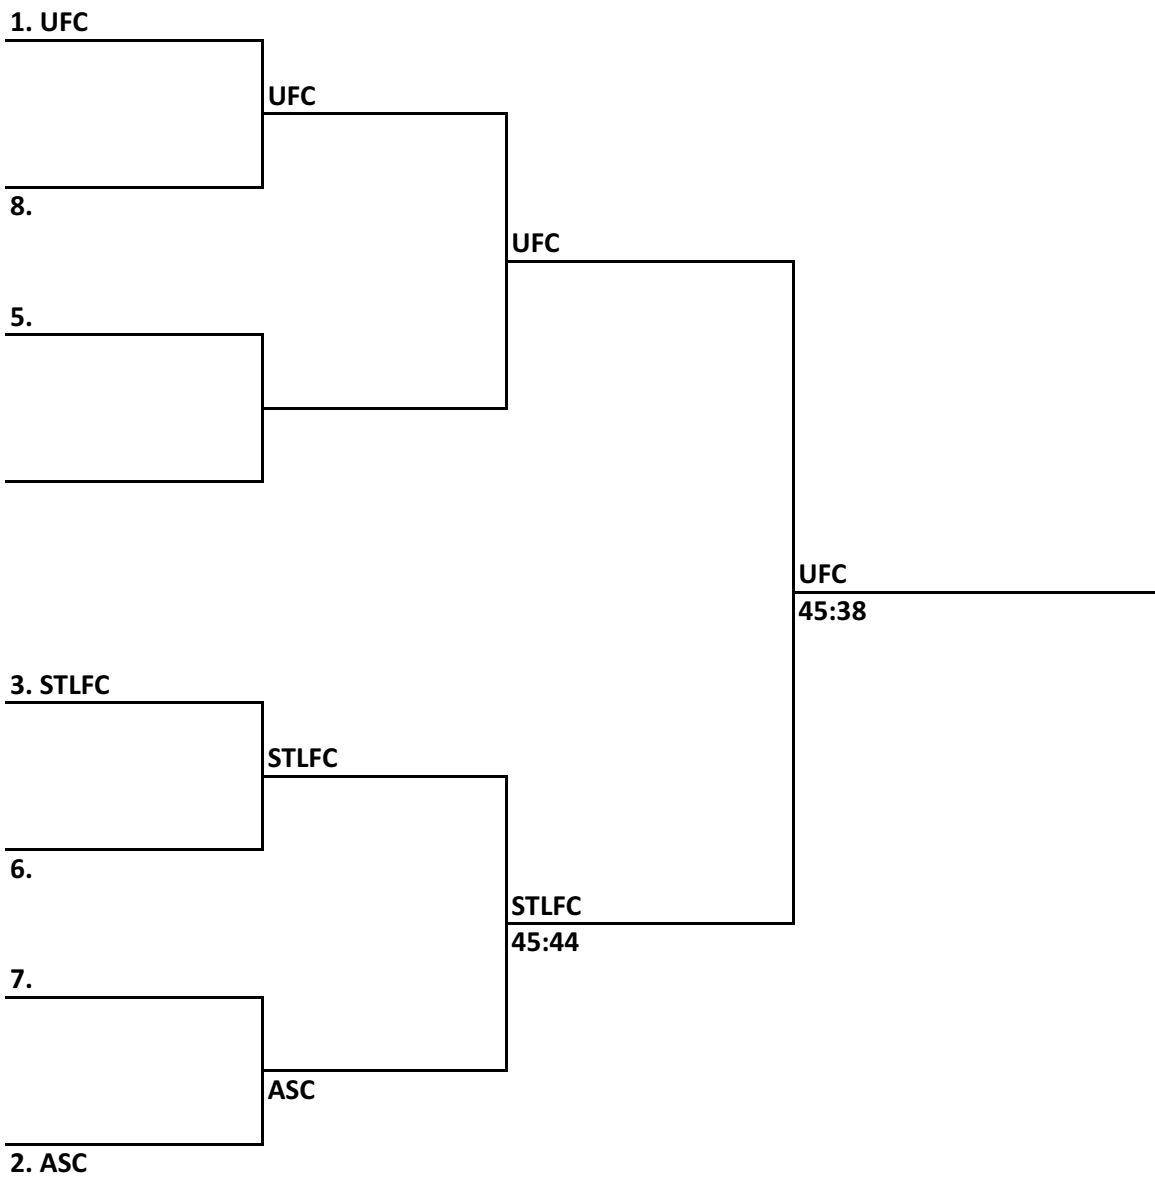 1. UFC
UFC
8.
UFC
5.
UFC
45:38
3. STLFC
STLFC
6.
STLFC
45:44
7.
ASC
2. ASC